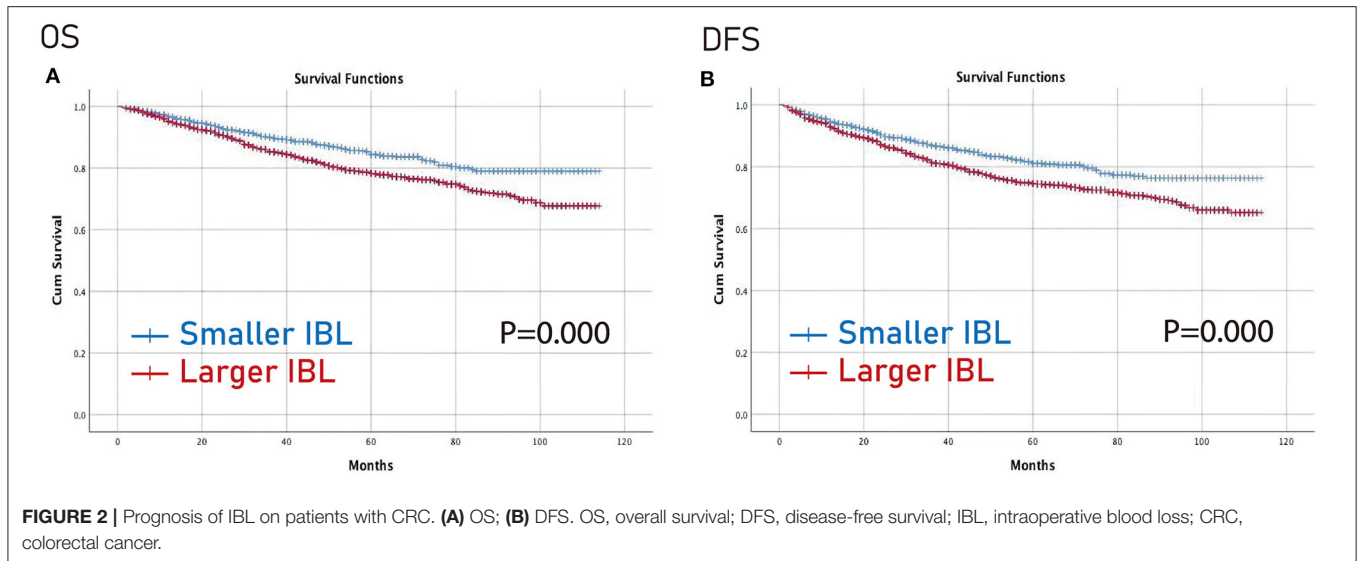 OS
A
Survival Functions
1.0
0.8
0.6
0.4
0.2
0.0
Cum Survival
Smaller IBL
Larger IBL
P=0.000
0 20 40 60 80 100 120
Months
DFS
B
Survival Functions
1.0
0.8
0.6
0.4
0.2
0.0
Cum Survival
Smaller IBL
Larger IBL
P=0.000
0 20 40 60 80 100 120
Months
FIGURE 2 | Prognosis of IBL on patients with CRC. (A) OS; (B) DFS. OS, overall survival; DFS, disease-free survival; IBL, intraoperative blood loss; CRC,
colorectal cancer.